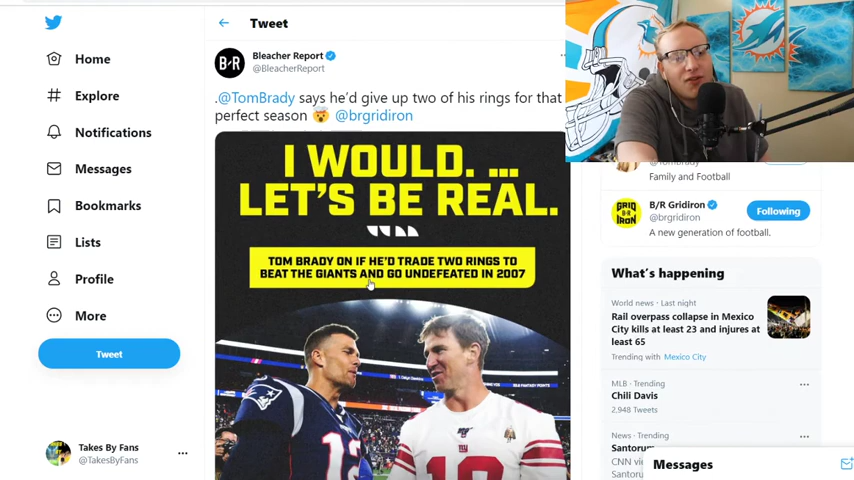 Tweet
Home
Explore
Notifications
Messages
Bookmarks
Lists
Profile
More
Tweet
Takes By Fans
@TakesByFans
B/R
Bleacher Report
@BleacherReport
.@TomBrady says he'd give up two of his rings for that
perfect season 🤯 @brgridiron
I WOULD. ...
LET'S BE REAL.
TOM BRADY ON IF HE'D TRADE TWO RINGS TO
BEAT THE GIANTS AND GO UNDEFEATED IN 2007
Family and Football
GRID
B/R
IRON
B/R Gridiron
@brgridiron
Following
A new generation of football.
What's happening
World news · Last night
Rail overpass collapse in Mexico
City kills at least 23 and injures at
least 65
Trending with Mexico City
MLB · Trending
Chili Davis
2,948 Tweets
News · Trending
Santorum
Messages